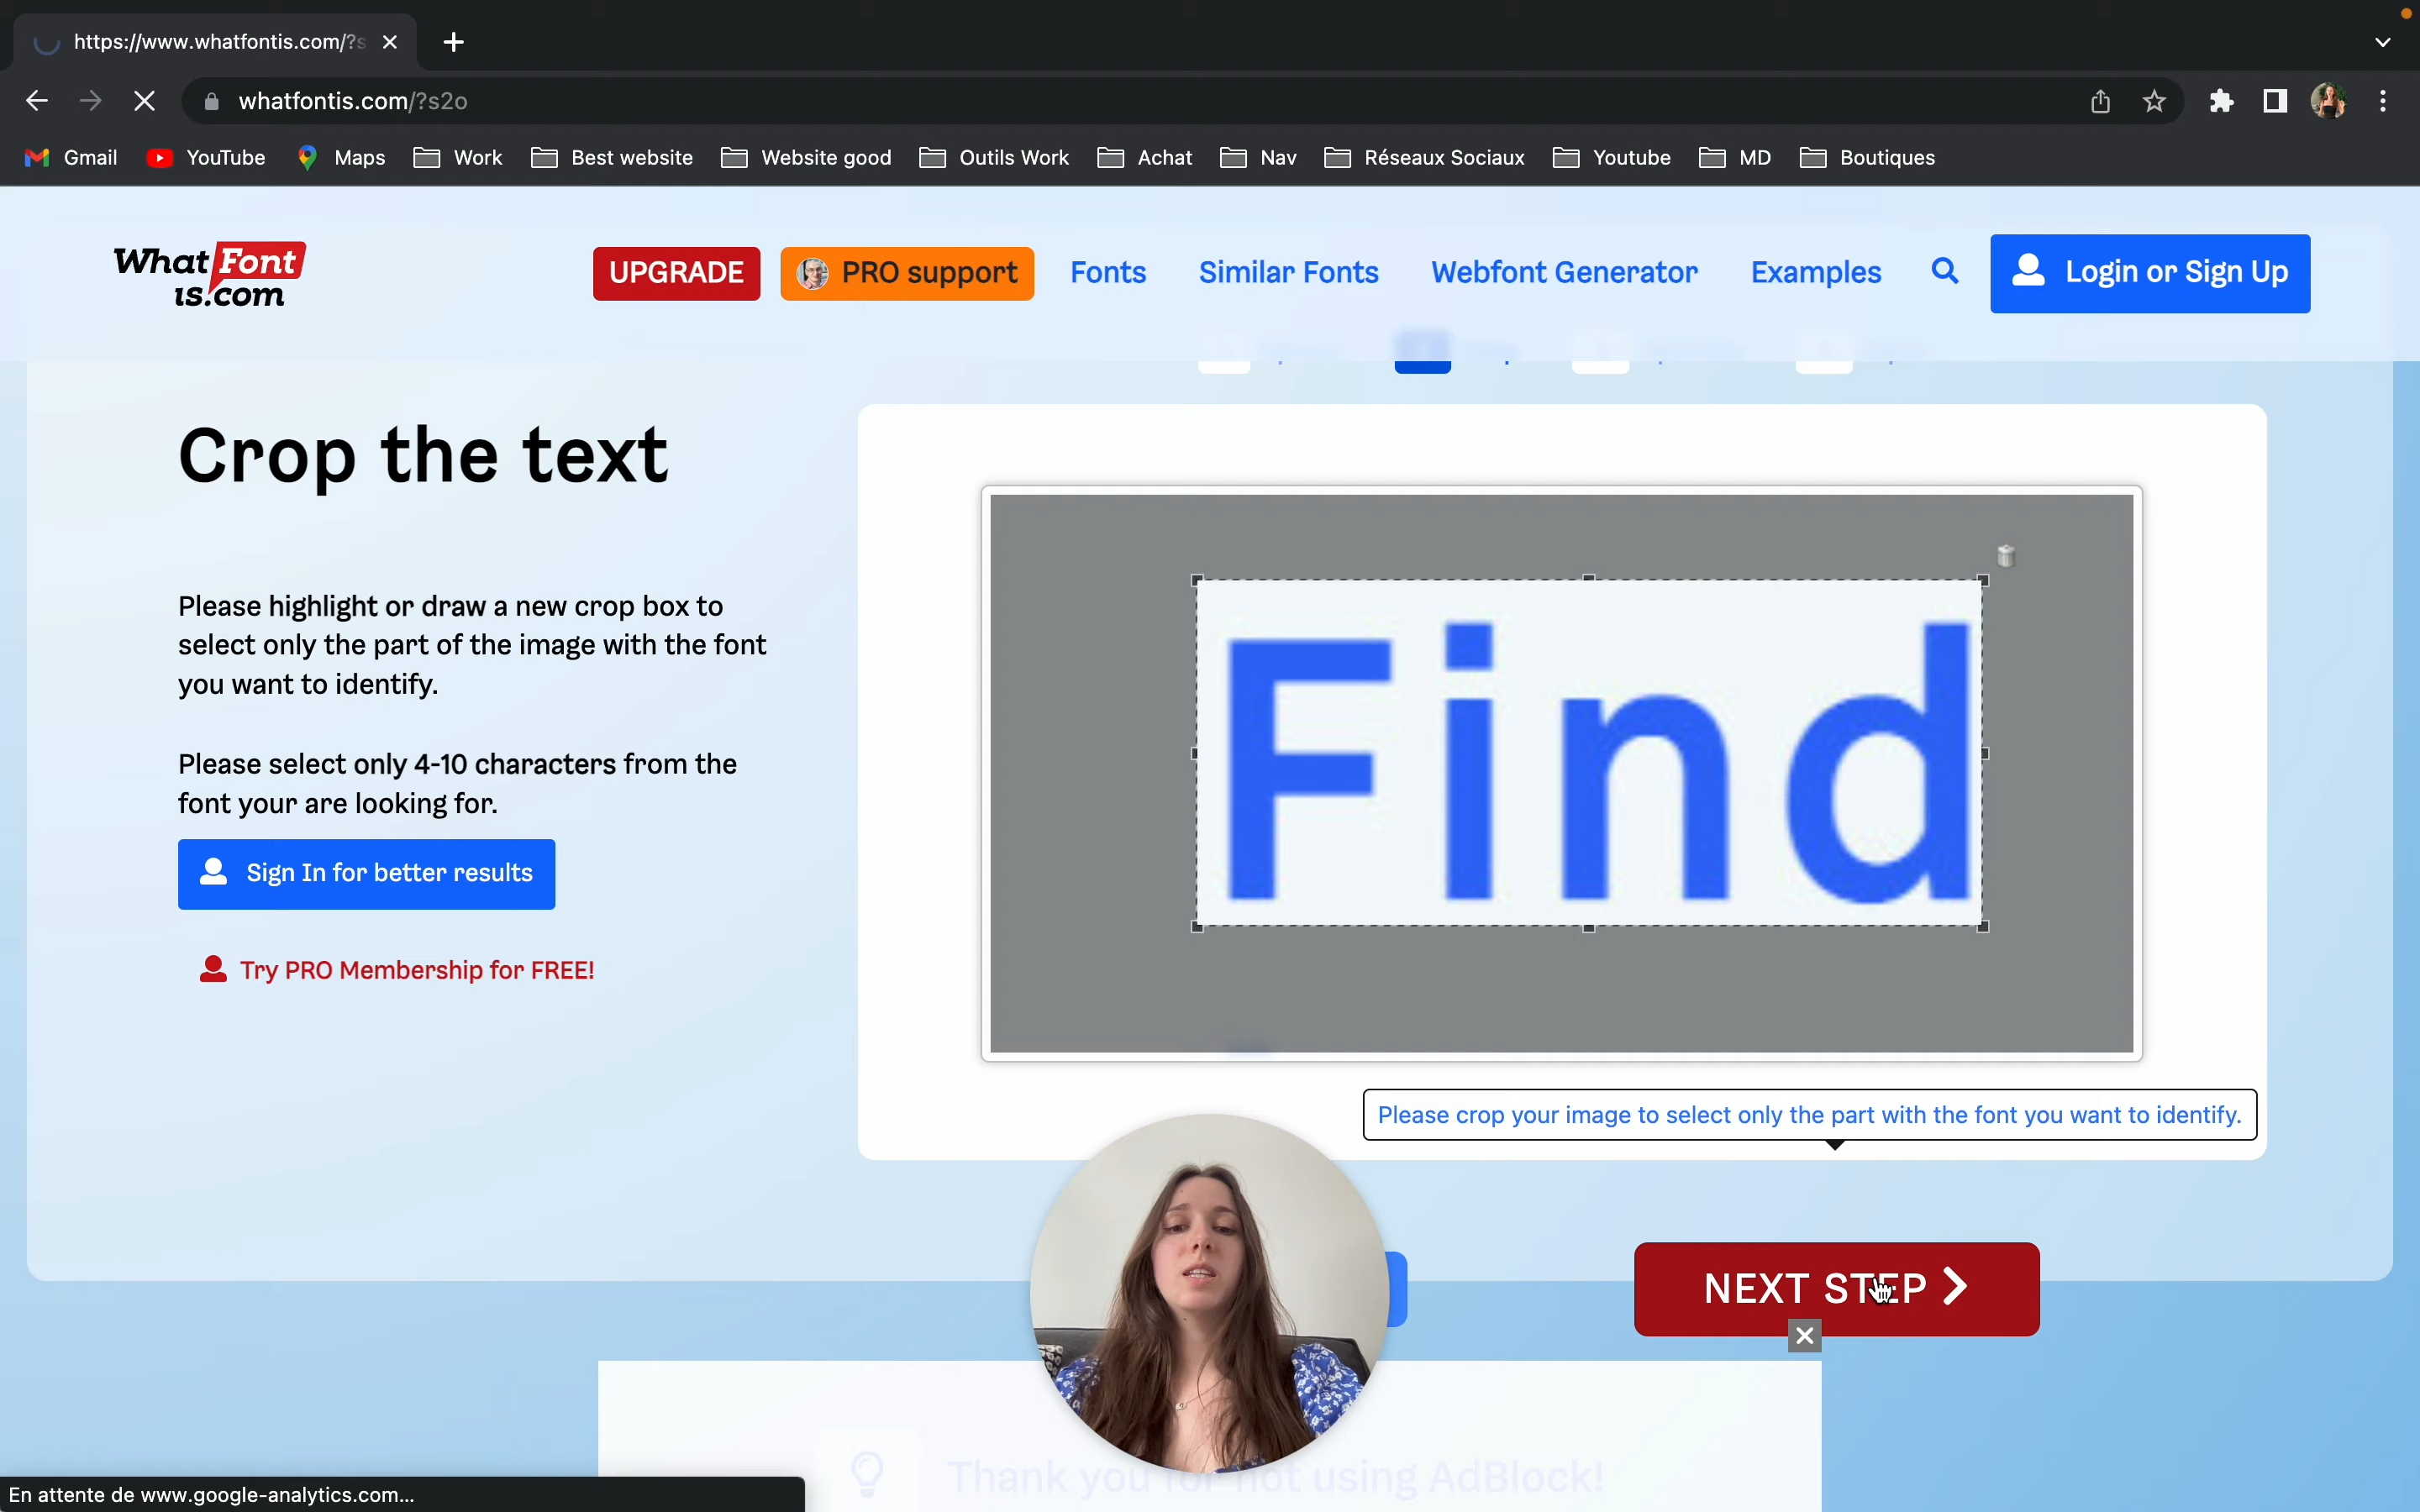 https://www.whatfontis.com/?s
whatfontis.com/?s2o
Gmail
YouTube
Maps
Work
Best website
Website good
Outils Work
Achat
Nav
Réseaux Sociaux
Youtube
MD
Boutiques
What Font
is.com
UPGRADE
PRO support
Fonts
Similar Fonts
Webfont Generator
Examples
Login or Sign Up
Crop the text
Please highlight or draw a new crop box to
select only the part of the image with the font
you want to identify.
Please select only 4-10 characters from the
font your are looking for.
Sign In for better results
Try PRO Membership for FREE!
Find
Please crop your image to select only the part with the font you want to identify.
NEXT STEP
Thank you for not using AdBlock!
En attente de www.google-analytics.com...